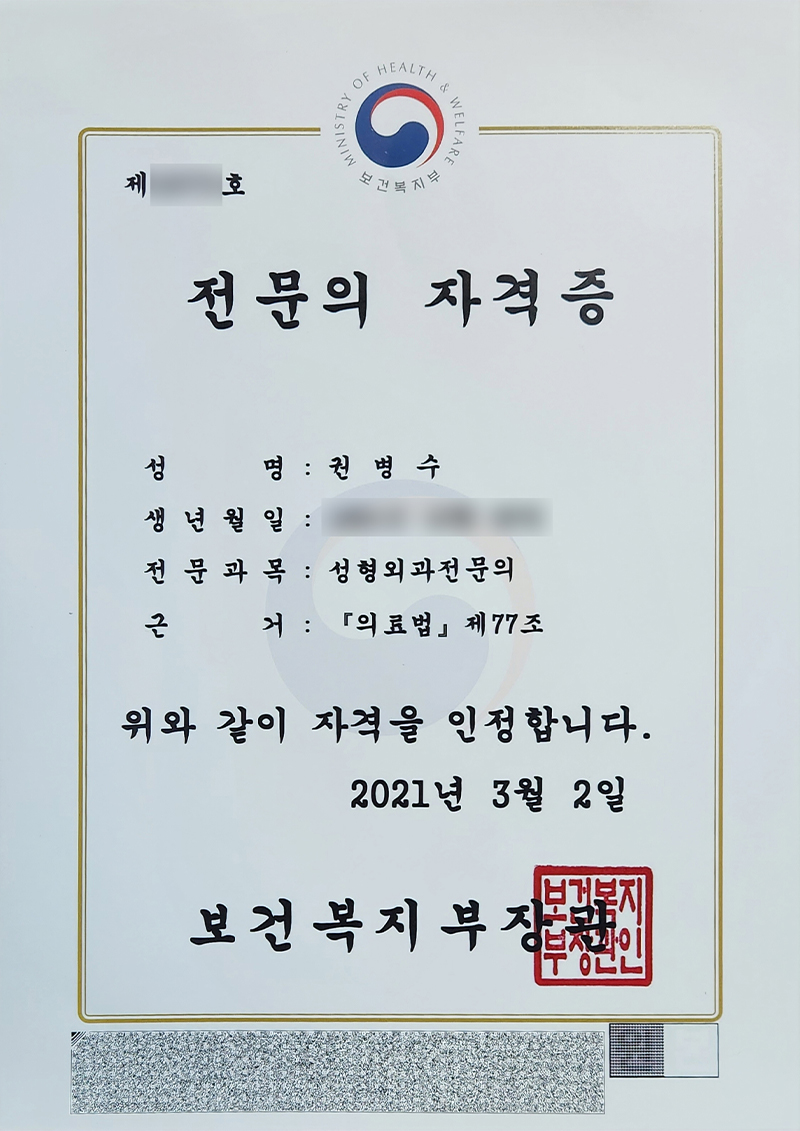 MINISTRY OF HEALTH & WELFARE
보건복지부
제 호
전문의 자격증
성 명 : 권병수
생년월일 :
전문과목 : 성형외과전문의
근 거 : 『의료법』 제77조
위와 같이 자격을 인정합니다.
2021년 3월 2일
보건복지부장관
보건복지
부장관인